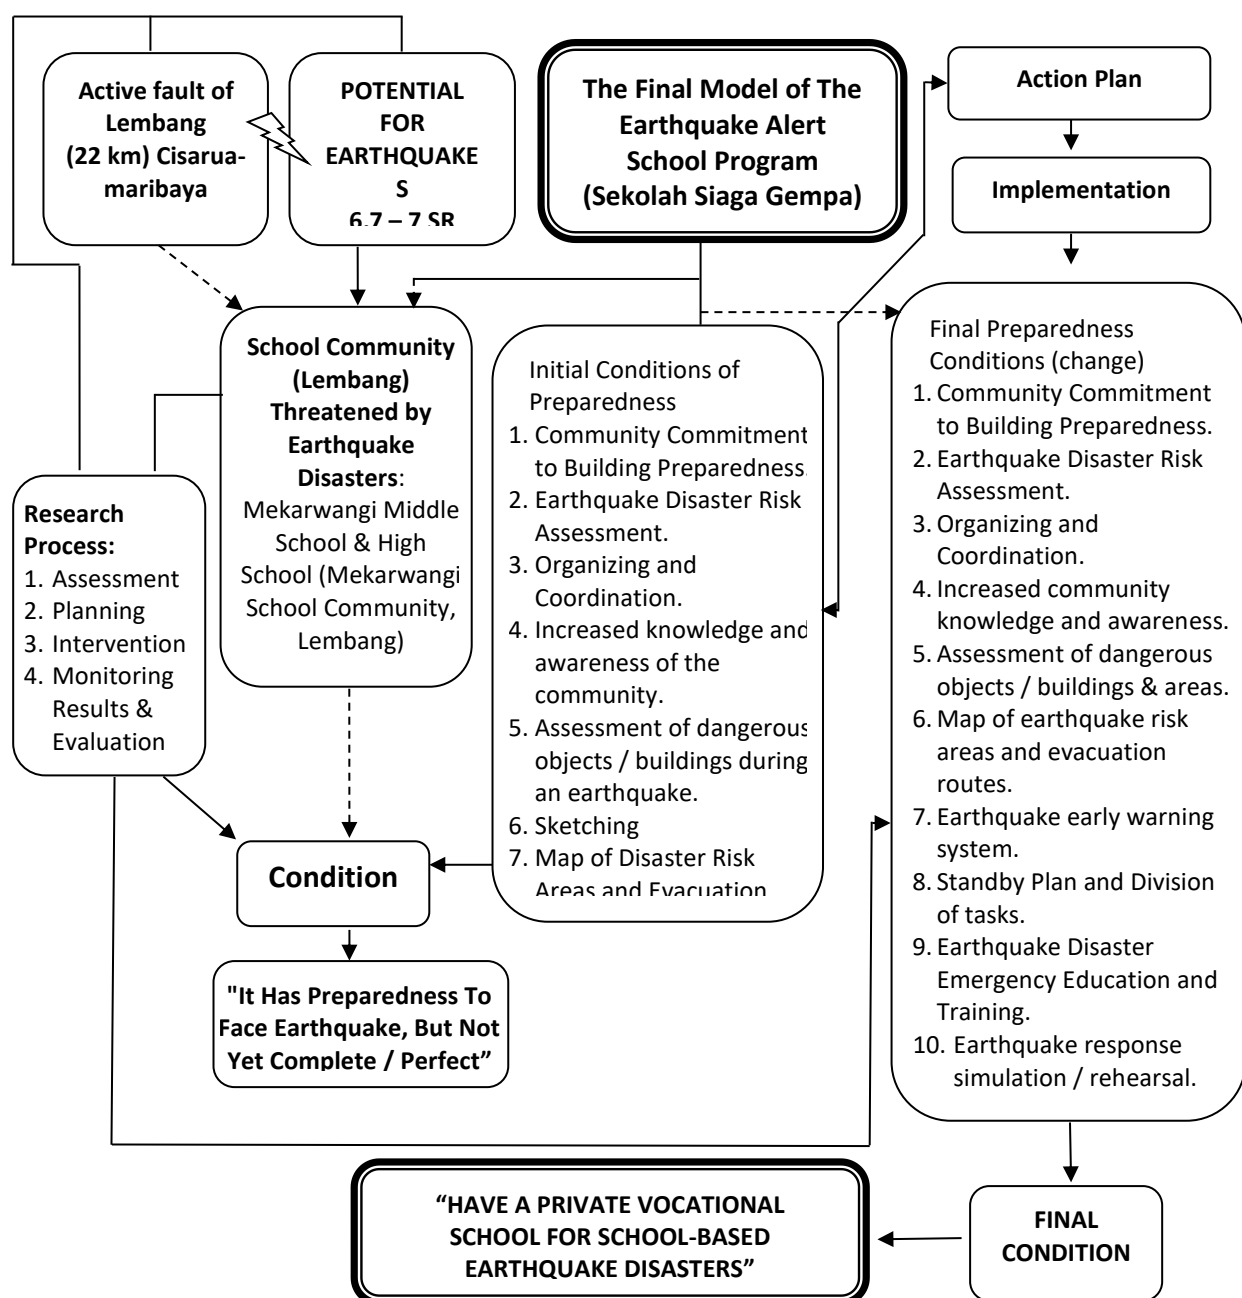 Active fault of
Lembang
(22 km) Cisarua-
maribaya
POTENTIAL
FOR
EARTHQUAKE
S
6.7 – 7 SR
The Final Model of The
Earthquake Alert
School Program
(Sekolah Siaga Gempa)
Action Plan
Implementation
School Community
(Lembang)
Threatened by
Earthquake
Disasters:
Mekarwangi Middle
School & High
School (Mekarwangi
School Community,
Lembang)
Initial Conditions of
Preparedness
1. Community Commitment
to Building Preparedness.
2. Earthquake Disaster Risk
Assessment.
3. Organizing and
Coordination.
4. Increased knowledge and
awareness of the
community.
5. Assessment of dangerous
objects / buildings during
an earthquake.
6. Sketching
7. Map of Disaster Risk
Areas and Evacuation
Final Preparedness
Conditions (change)
1. Community Commitment
to Building Preparedness.
2. Earthquake Disaster Risk
Assessment.
3. Organizing and
Coordination.
4. Increased community
knowledge and awareness.
5. Assessment of dangerous
objects / buildings & areas.
6. Map of earthquake risk
areas and evacuation
routes.
7. Earthquake early warning
system.
8. Standby Plan and Division
of tasks.
9. Earthquake Disaster
Emergency Education and
Training.
10. Earthquake response
simulation / rehearsal.
Research
Process:
1. Assessment
2. Planning
3. Intervention
4. Monitoring
Results &
Evaluation
Condition
"It Has Preparedness To
Face Earthquake, But Not
Yet Complete / Perfect”
“HAVE A PRIVATE VOCATIONAL
SCHOOL FOR SCHOOL-BASED
EARTHQUAKE DISASTERS”
FINAL
CONDITION